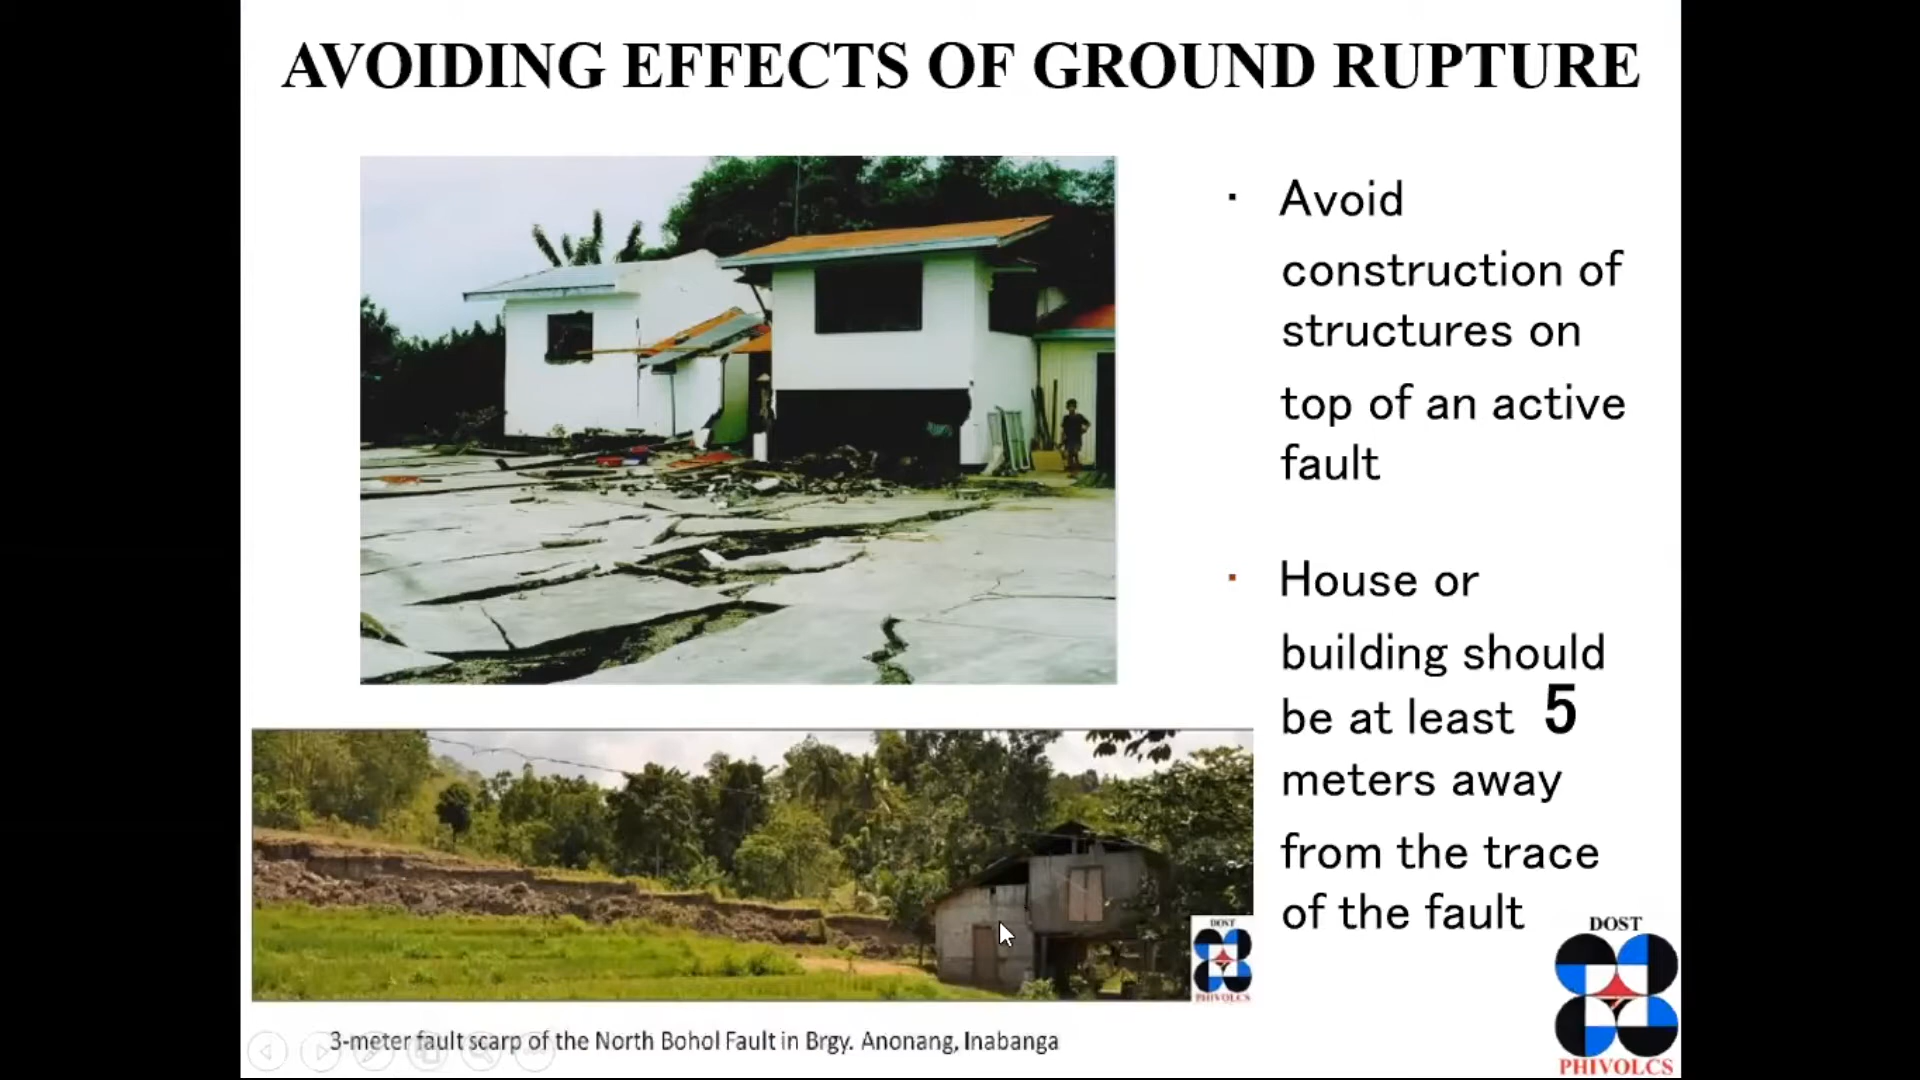 AVOIDING EFFECTS OF GROUND RUPTURE
· Avoid
construction of
structures on
top of an active
fault
· House or
building should
be at least 5
meters away
from the trace
of the fault
DOST
PHIVOLCS
3-meter fault scarp of the North Bohol Fault in Brgy. Anonang, Inabanga
DOST
PHIVOLCS